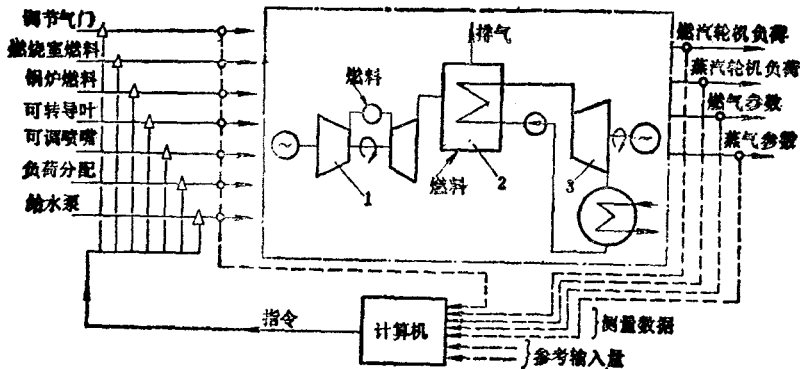 调节气门
燃烧室燃料
锅炉燃料
可转导叶
可调喷嘴
负荷分配
给水泵
排气
燃料
~
1
燃料
2
3
~
燃汽轮机负荷
蒸汽轮机负荷
燃气参数
蒸气参数
指令
计算机
}测量数据
}参考输入量